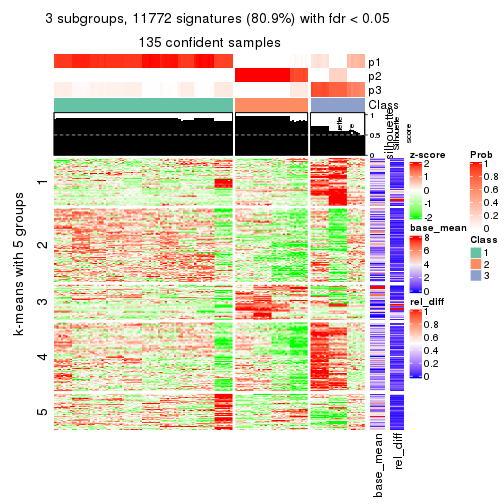 3 subgroups, 11772 signatures (80.9%) with fdr < 0.05
135 confident samples
p1
p2
p3
Class
1
0.5
0
silhouette
silhouette
score
k-means with 5 groups
1
2
3
4
5
base_mean
rel_diff
z-score
2
1
0
-1
-2
base_mean
8
6
4
2
0
rel_diff
1
0.8
0.6
0.4
0.2
0
Prob
1
0.8
0.6
0.4
0.2
0
Class
1
2
3